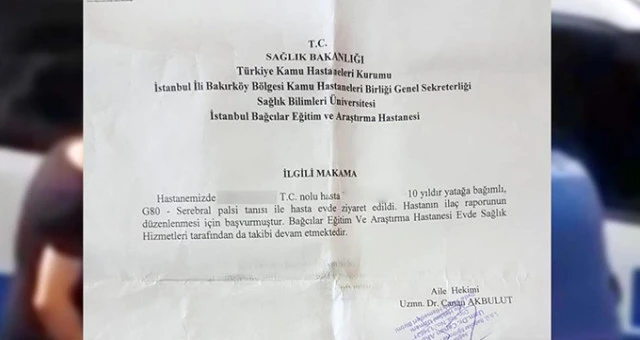 T.C.
SAĞLIK BAKANLIĞI
Türkiye Kamu Hastaneleri Kurumu
İstanbul İli Bakırköy Bölgesi Kamu Hastaneleri Birliği Genel Sekreterliği
Sağlık Bilimleri Üniversitesi
İstanbul Bağcılar Eğitim ve Araştırma Hastanesi
İLGİLİ MAKAMA
Hastanemizde T.C. nolu hasta 10 yıldır yatağa bağımlı,
G80 - Serebral palsi tanısı ile hasta evde ziyaret edildi. Hastanın ilaç raporunun
düzenlenmesi için başvurmuştur. Bağcılar Eğitim Ve Araştırma Hastanesi Evde Sağlık
Hizmetleri tarafından da takibi devam etmektedir.
Aile Hekimi
Uzmn. Dr. Canan AKBULUT